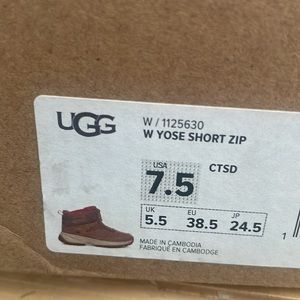 UGG
W / 1125630
W YOSE SHORT ZIP
USA
7.5
CTSD
UK EU JP
5.5 38.5 24.5
MADE IN CAMBODIA
FABRIQUÉ EN CAMBODGE
1